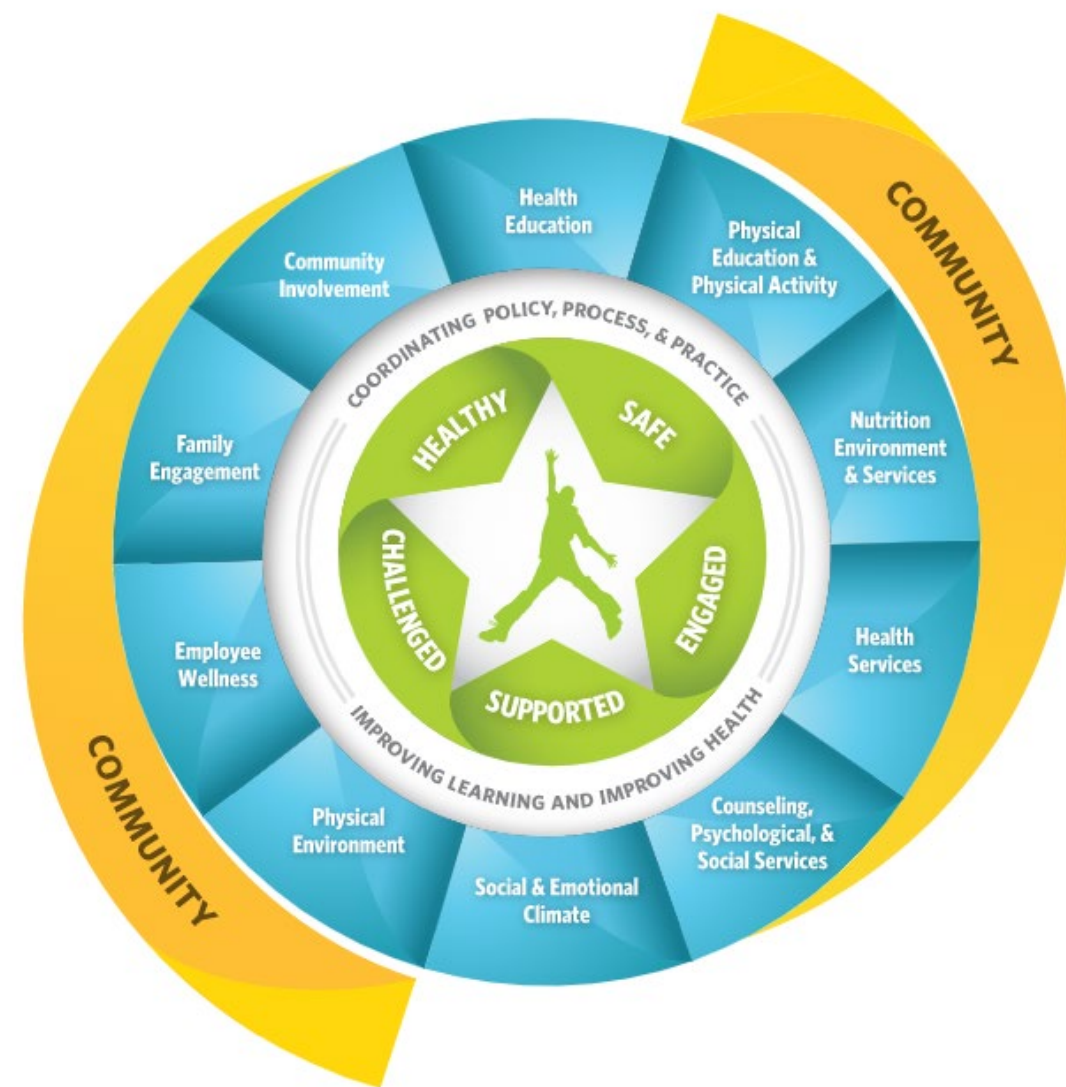 COMMUNITY
Health
Education
Physical
Education &
Physical Activity
Nutrition
Environment
& Services
Health
Services
Counseling,
Psychological, &
Social Services
Social & Emotional
Climate
Physical
Environment
Employee
Wellness
Family
Engagement
Community
Involvement
COORDINATING POLICY, PROCESS, & PRACTICE
IMPROVING LEARNING AND IMPROVING HEALTH
HEALTHY
SAFE
ENGAGED
SUPPORTED
CHALLENGED
COMMUNITY